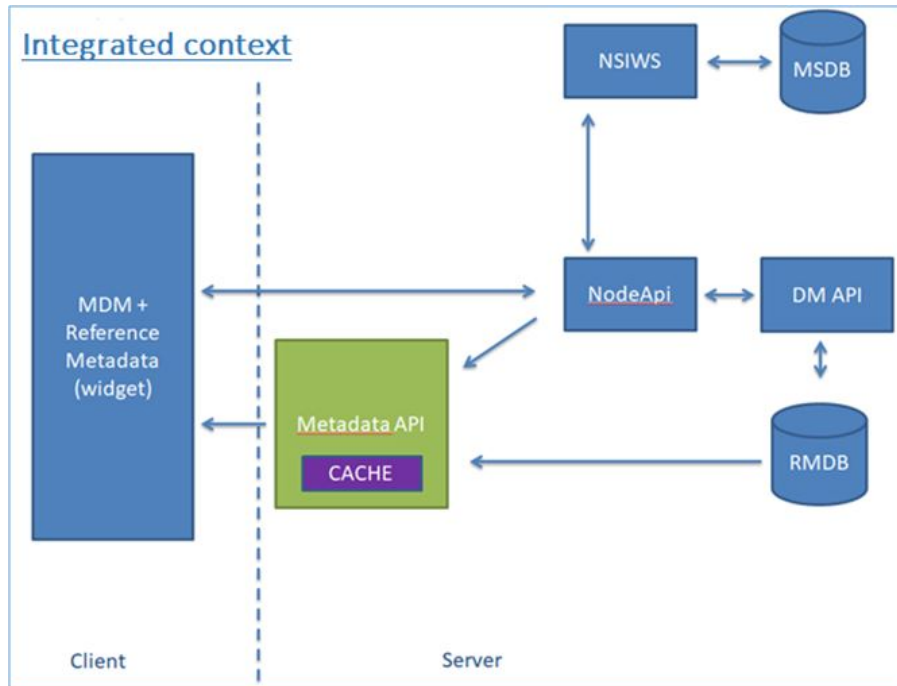 Integrated context
NSIWS
MSDB
MDM +
Reference
Metadata
(widget)
NodeApi
DM API
Metadata API
CACHE
RMDB
Client
Server